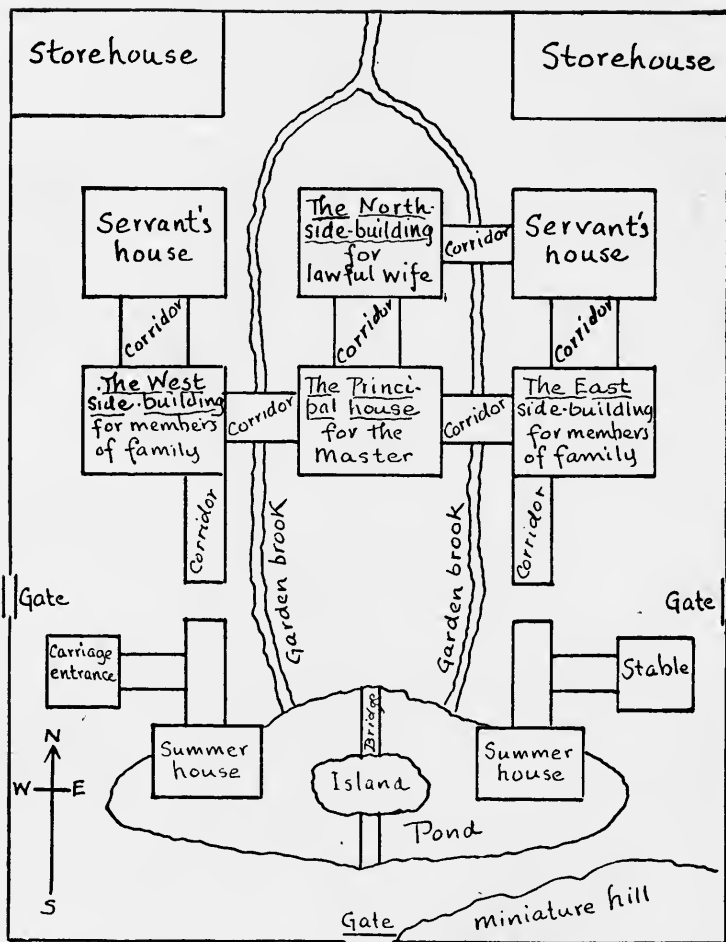 Storehouse
Storehouse
Servant's
house
The North-
side-building
for
lawful wife
Corridor
Servant's
house
Corridor
Corridor
Corridor
The West
side-building
for members
of family
Corridor
The Princi-
pal house
for the
Master
Corridor
The East
side-building
for members
of family
Corridor
Garden brook
Garden brook
Corridor
Gate
Gate
Carriage
entrance
Stable
Bridge
N
W
E
S
Summer
house
Island
Summer
house
Pond
Gate
miniature hill